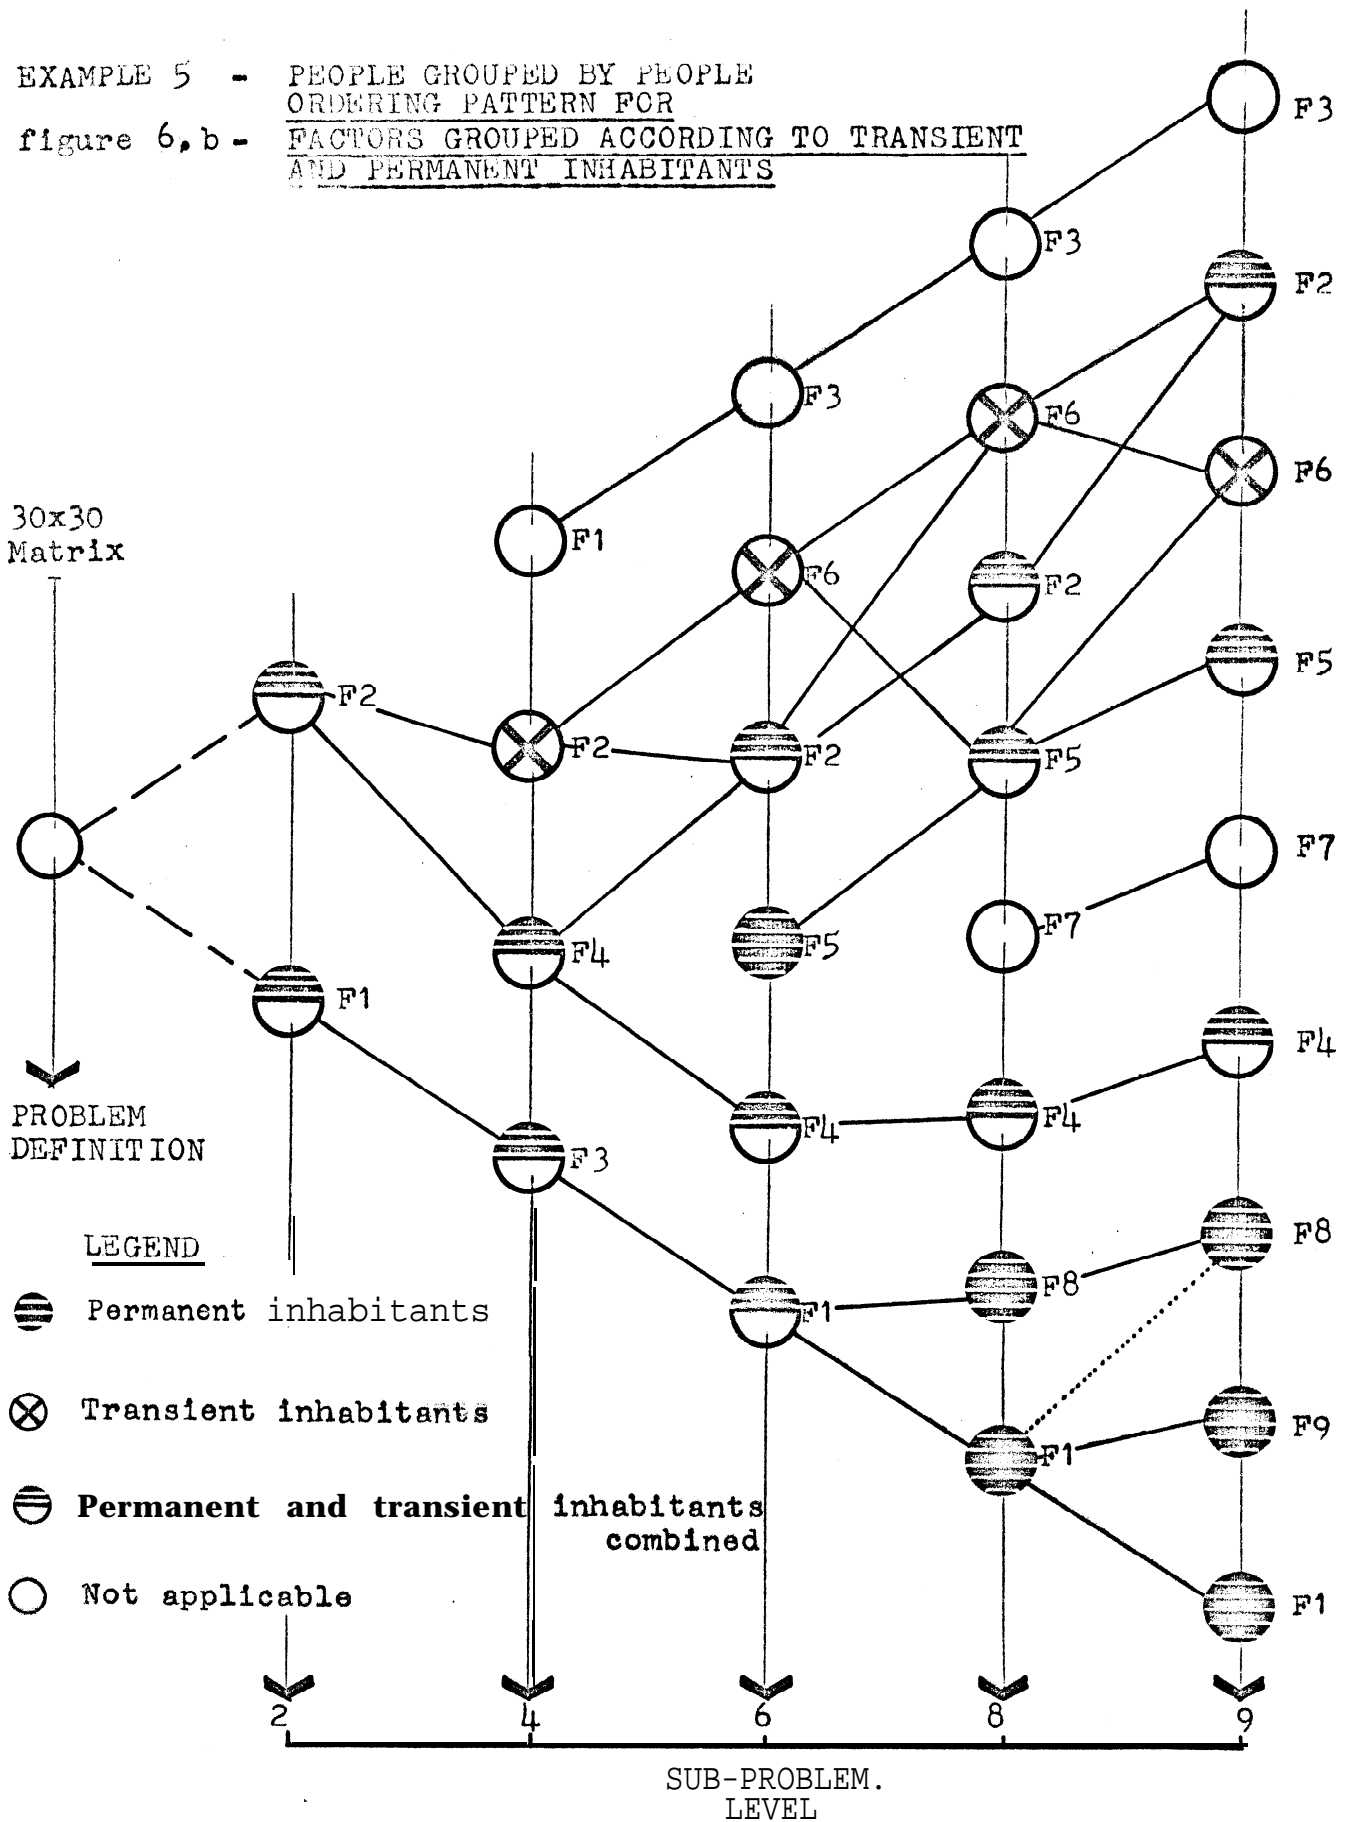 EXAMPLE 5 - PEOPLE GROUPED BY PEOPLE
ORDERING PATTERN FOR
figure 6,b - FACTORS GROUPED ACCORDING TO TRANSIENT
AND PERMANENT INHABITANTS
F3
F3
F2
F3
F6
F6
30x30
Matrix
F1
F6
F2
F5
F2
F2
F2
F5
F7
F7
F4
F5
F1
F4
PROBLEM
DEFINITION
F4
F4
F3
F8
LEGEND
F8
Permanent inhabitants
F1
Transient inhabitants
F9
F1
Permanent and transient inhabitants
combined
Not applicable
F1
2 4 6 8 9
SUB-PROBLEM.
LEVEL